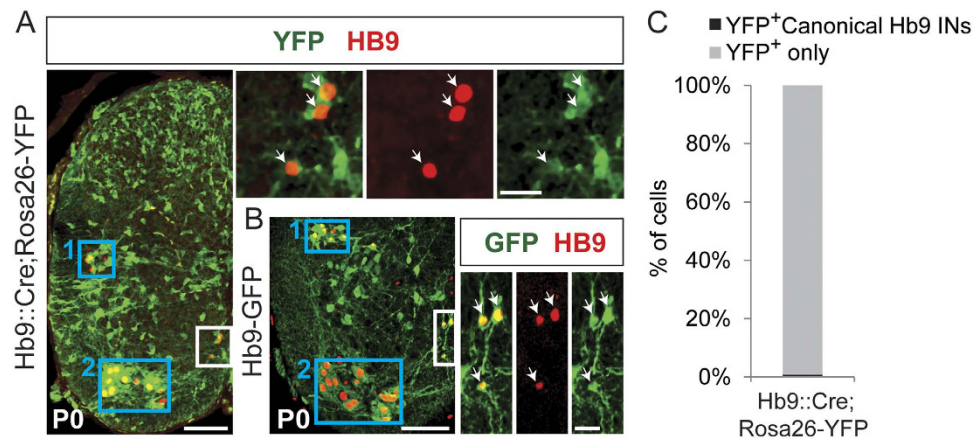 A
YFP HB9
Hb9::Cre;Rosa26-YFP
1
2
P0
B
Hb9-GFP
1
2
P0
GFP HB9
C
YFP+Canonical Hb9 INs
YFP+ only
% of cells
100%
80%
60%
40%
20%
0%
Hb9::Cre;
Rosa26-YFP